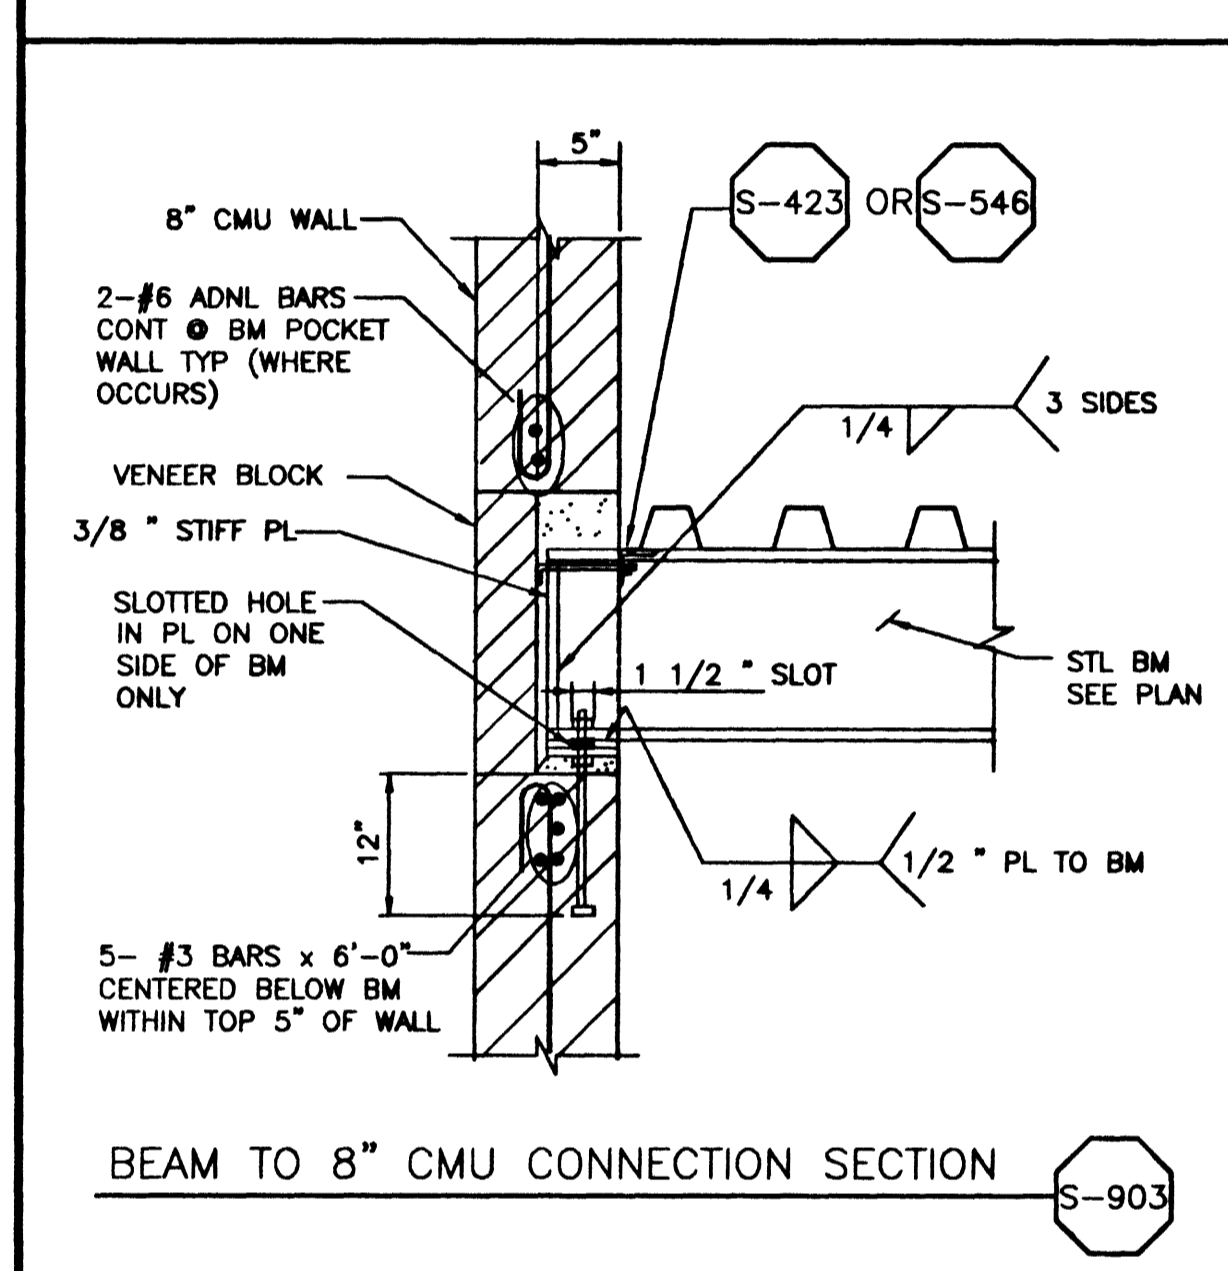 5"
S-423 OR S-546
8" CMU WALL
2-#6 ADNL BARS
CONT @ BM POCKET
WALL TYP (WHERE
OCCURS)
1/4
3 SIDES
VENEER BLOCK
3/8 " STIFF PL
SLOTTED HOLE
IN PL ON ONE
SIDE OF BM
ONLY
1 1/2 " SLOT
STL BM
SEE PLAN
12"
1/4
1/2 " PL TO BM
5- #3 BARS x 6'-0"
CENTERED BELOW BM
WITHIN TOP 5" OF WALL
BEAM TO 8" CMU CONNECTION SECTION
S-903